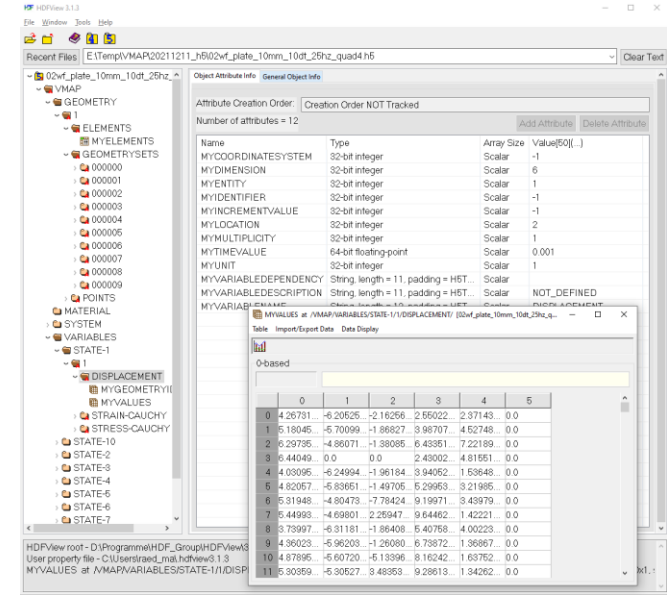 HDFView 3.1.3
File Window Tools Help
Recent Files E:\Temp\VMAP\20211211_h5\02wf_plate_10mm_10dt_25hz_quad4.h5 Clear Text
02wf_plate_10mm_10dt_25hz_
VMAP
GEOMETRY
1
ELEMENTS
MYELEMENTS
GEOMETRYSETS
000000
000001
000002
000003
000004
000005
000006
000007
000008
000009
POINTS
MATERIAL
SYSTEM
VARIABLES
STATE-1
1
DISPLACEMENT
MYGEOMETRYID
MYVALUES
STRAIN-CAUCHY
STRESS-CAUCHY
STATE-10
STATE-2
STATE-3
STATE-4
STATE-5
STATE-6
STATE-7
Object Attribute Info General Object Info
Attribute Creation Order: Creation Order NOT Tracked
Number of attributes = 12 Add Attribute Delete Attribute
Name Type Array Size Value[50](...)
MYCOORDINATESYSTEM 32-bit integer Scalar -1
MYDIMENSION 32-bit integer Scalar 6
MYENTITY 32-bit integer Scalar 1
MYIDENTIFIER 32-bit integer Scalar -1
MYINCREMENTVALUE 32-bit integer Scalar -1
MYLOCATION 32-bit integer Scalar 2
MYMULTIPLICITY 32-bit integer Scalar 1
MYTIMEVALUE 64-bit floating-point Scalar 0.001
MYUNIT 32-bit integer Scalar 1
MYVARIABLEDEPENDENCY String, length = 11, padding = H5T... Scalar
MYVARIABLEDESCRIPTION String, length = 11, padding = H5T... Scalar NOT_DEFINED
MYVALUES at /VMAP/VARIABLES/STATE-1/1/DISPLACEMENT/ [02wf_plate_10mm_10dt_25hz_q...
Table Import/Export Data Data Display
0-based
0 1 2 3 4 5
0 4.26731... -6.20525... -2.16256... 2.55022... 2.37143... 0.0
1 5.18045... -5.70099... -1.86827... 3.98707... 4.52748... 0.0
2 6.29735... -4.86071... -1.38085... 6.43351... 7.22189... 0.0
3 6.44049... 0.0 0.0 2.43002... 4.81551... 0.0
4 4.03095... -6.24994... -1.96184... 3.94052... 1.53648... 0.0
5 4.82057... -5.83651... -1.49705... 5.29953... 3.21985... 0.0
6 5.31948... -4.80473... -7.78424... 9.19971... 3.43979... 0.0
7 5.44993... -4.69801... 2.25947... 9.64462... 1.42221... 0.0
8 3.73997... -6.31181... -1.86408... 5.40758... 4.00223... 0.0
9 4.36023... -5.96203... -1.26080... 6.73872... 1.36867... 0.0
10 4.87895... -5.60720... -5.13396... 8.16242... 1.63752... 0.0
11 5.30359... -5.30527... 3.48353... 9.28613... 1.34262... 0.0
HDFView root - D:\Programme\HDF_Group\HDFView\3
User property file - C:\Users\raed_ma\.hdfview3.1.3
MYVALUES at /VMAP/VARIABLES/STATE-1/1/DISP